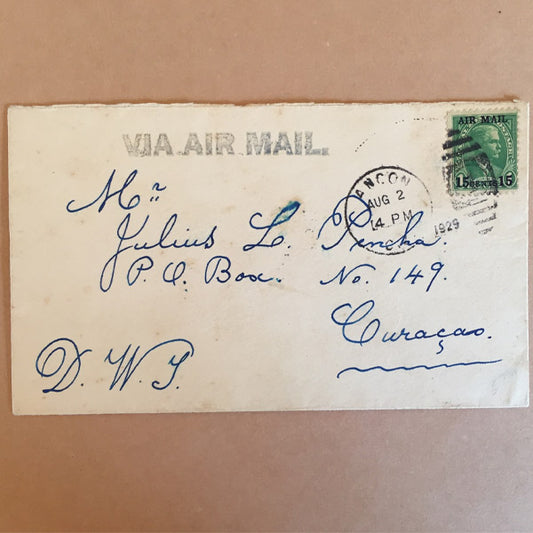 VIA AIR MAIL.
AIR MAIL
15 CENTS 15
ANCON
AUG 2
4 PM
1929
Mr
Julius L. Penha.
P. O. Box. No. 149.
Curaçao.
D. W. I.